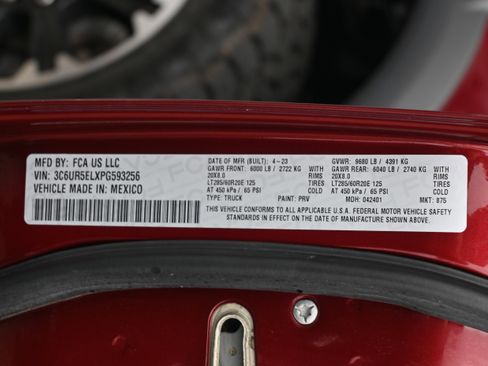 MFD BY: FCA US LLC
VIN: 3C6UR5ELXPG593256
VEHICLE MADE IN: MEXICO
DATE OF MFR (BUILT): 4-23 GVWR: 9680 LB / 4391 KG
GAWR FRONT: 6000 LB / 2722 KG WITH GAWR REAR: 6040 LB / 2740 KG WITH
20X8.0 RIMS 20X8.0 RIMS
LT285/60R20E 125 TIRES LT285/60R20E 125 TIRES
AT 450 kPa / 65 PSI COLD AT 450 kPa / 65 PSI COLD
TYPE: TRUCK PAINT: PRV MDH: 042401 MKT: 875
THIS VEHICLE CONFORMS TO ALL APPLICABLE U.S.A. FEDERAL MOTOR VEHICLE SAFETY
STANDARDS IN EFFECT ON THE DATE OF MANUFACTURE SHOWN ABOVE.